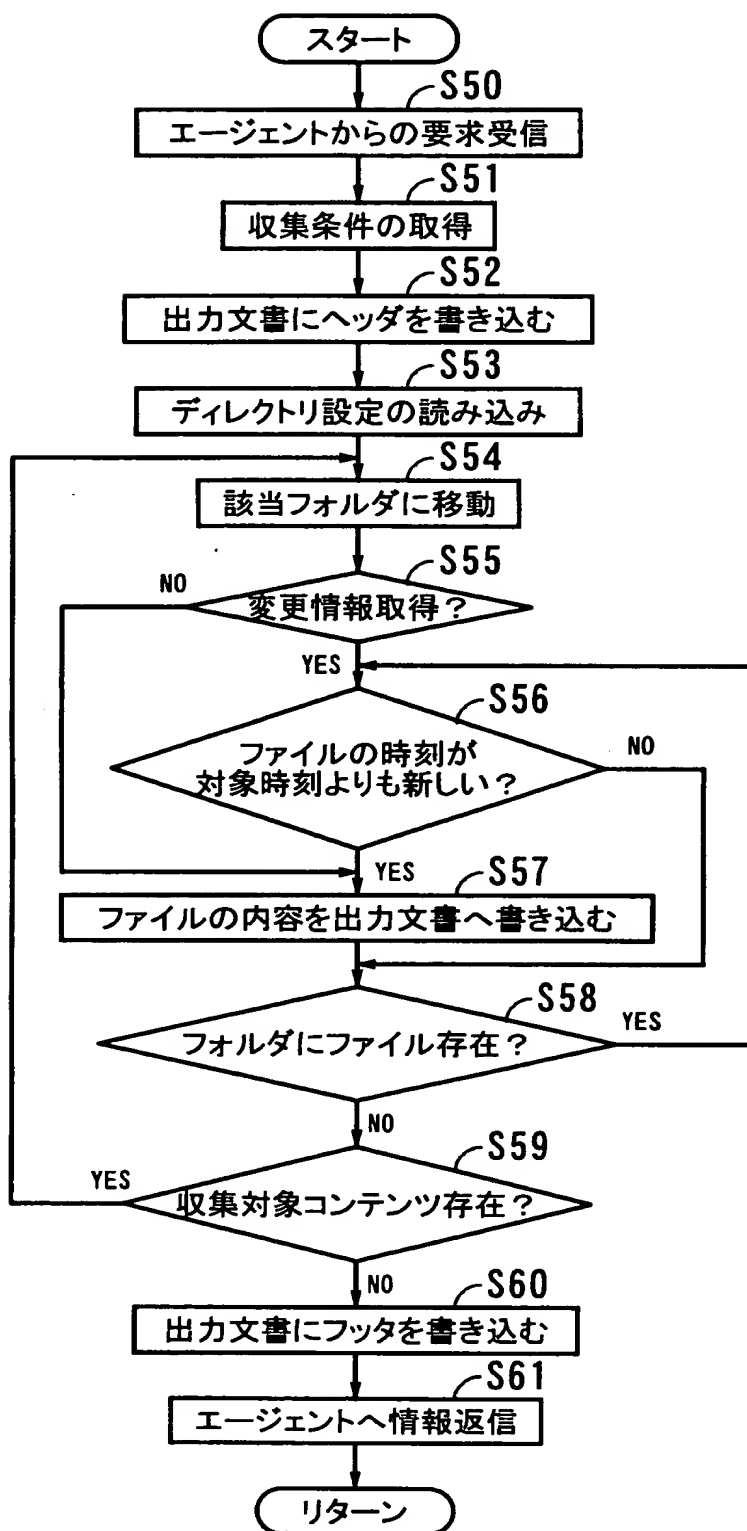 スタート
S50
エージェントからの要求受信
S51
収集条件の取得
S52
出力文書にヘッダを書き込む
S53
ディレクトリ設定の読み込み
S54
該当フォルダに移動
S55
NO
変更情報取得?
YES
S56
ファイルの時刻が
NO
対象時刻よりも新しい?
YES
S57
ファイルの内容を出力文書へ書き込む
S58
フォルダにファイル存在?
YES
NO
S59
YES
収集対象コンテンツ存在?
NO
S60
出力文書にフッタを書き込む
S61
エージェントへ情報返信
リターン